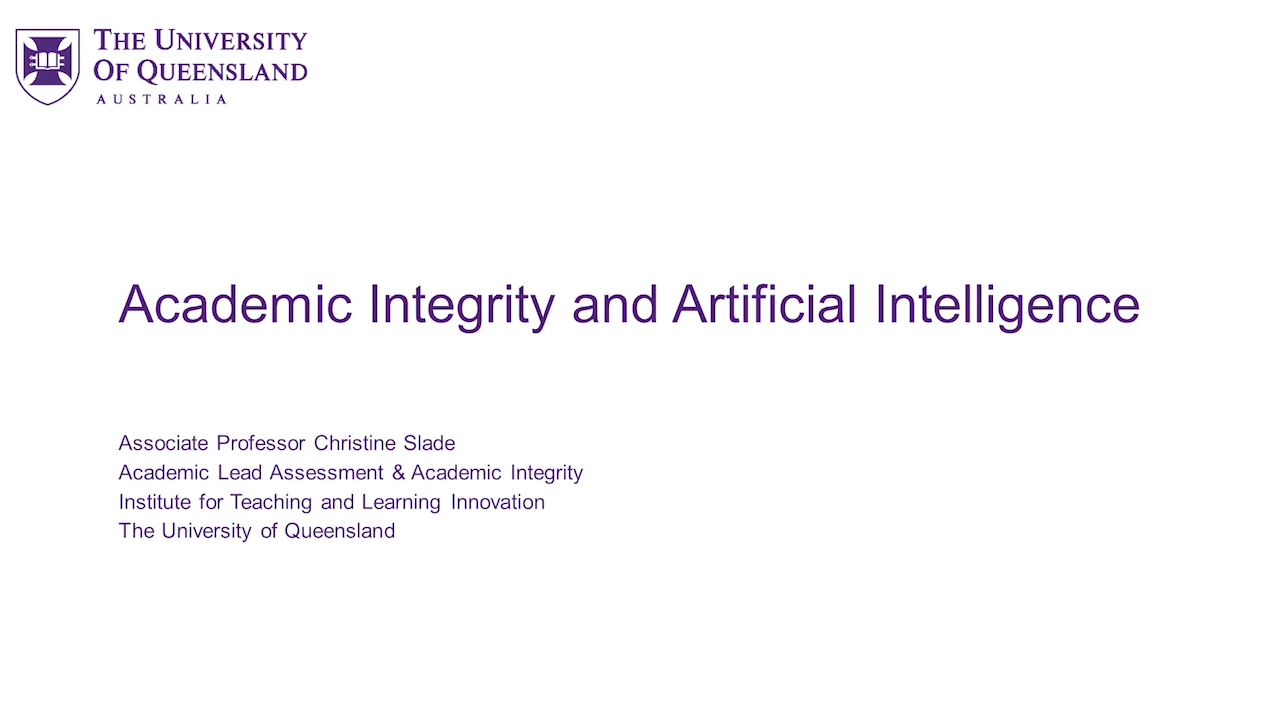 THE UNIVERSITY
OF QUEENSLAND
AUSTRALIA
Academic Integrity and Artificial Intelligence
Associate Professor Christine Slade
Academic Lead Assessment & Academic Integrity
Institute for Teaching and Learning Innovation
The University of Queensland